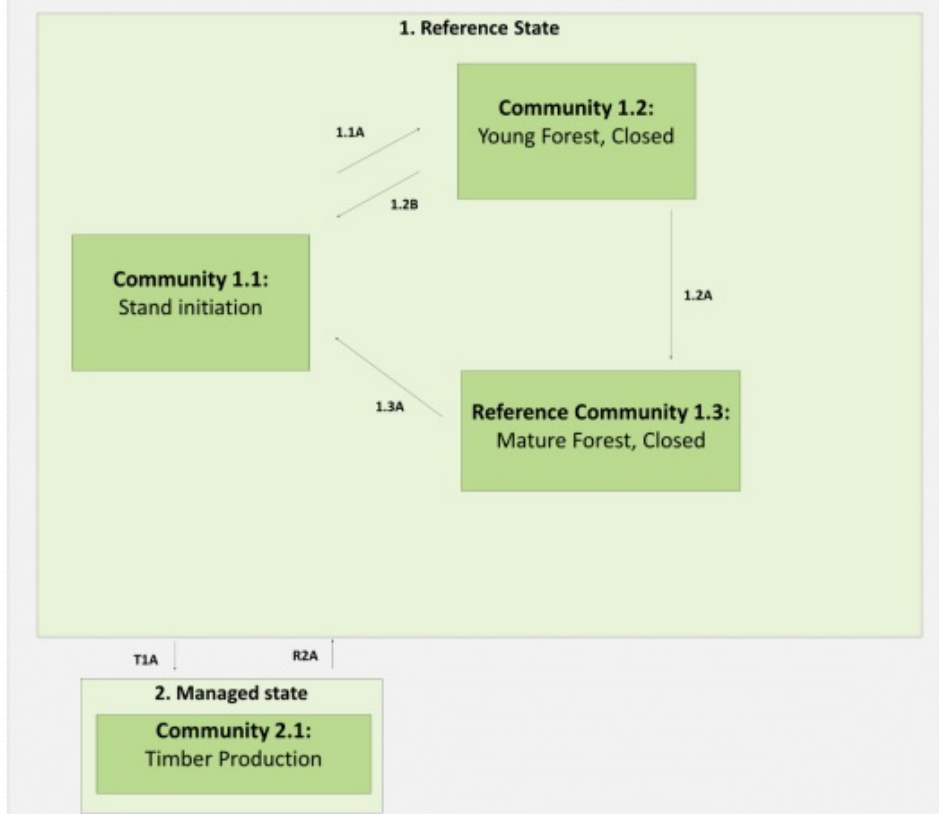 1. Reference State
Community 1.2:
Young Forest, Closed
1.1A
1.2B
Community 1.1:
Stand initiation
1.2A
1.3A
Reference Community 1.3:
Mature Forest, Closed
T1A
R2A
2. Managed state
Community 2.1:
Timber Production